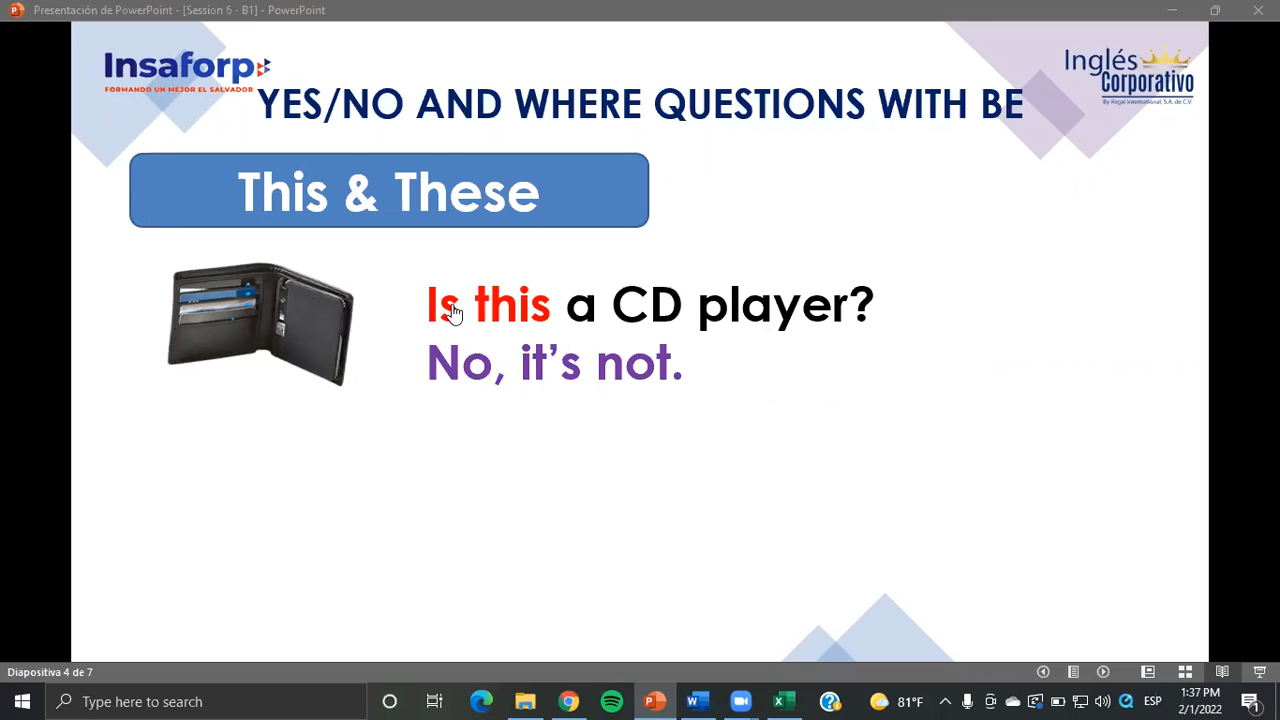 Presentación de PowerPoint - [Session 6 - B1] - PowerPoint
Insaforp
FORMANDO UN MEJOR EL SALVADOR
Inglés
Corporativo
By Regal International, S.A. de C.V.
YES/NO AND WHERE QUESTIONS WITH BE
This & These
Is this a CD player?
No, it's not.
Diapositiva 4 de 7
Type here to search
81°F
ESP
1:37 PM
2/1/2022
1